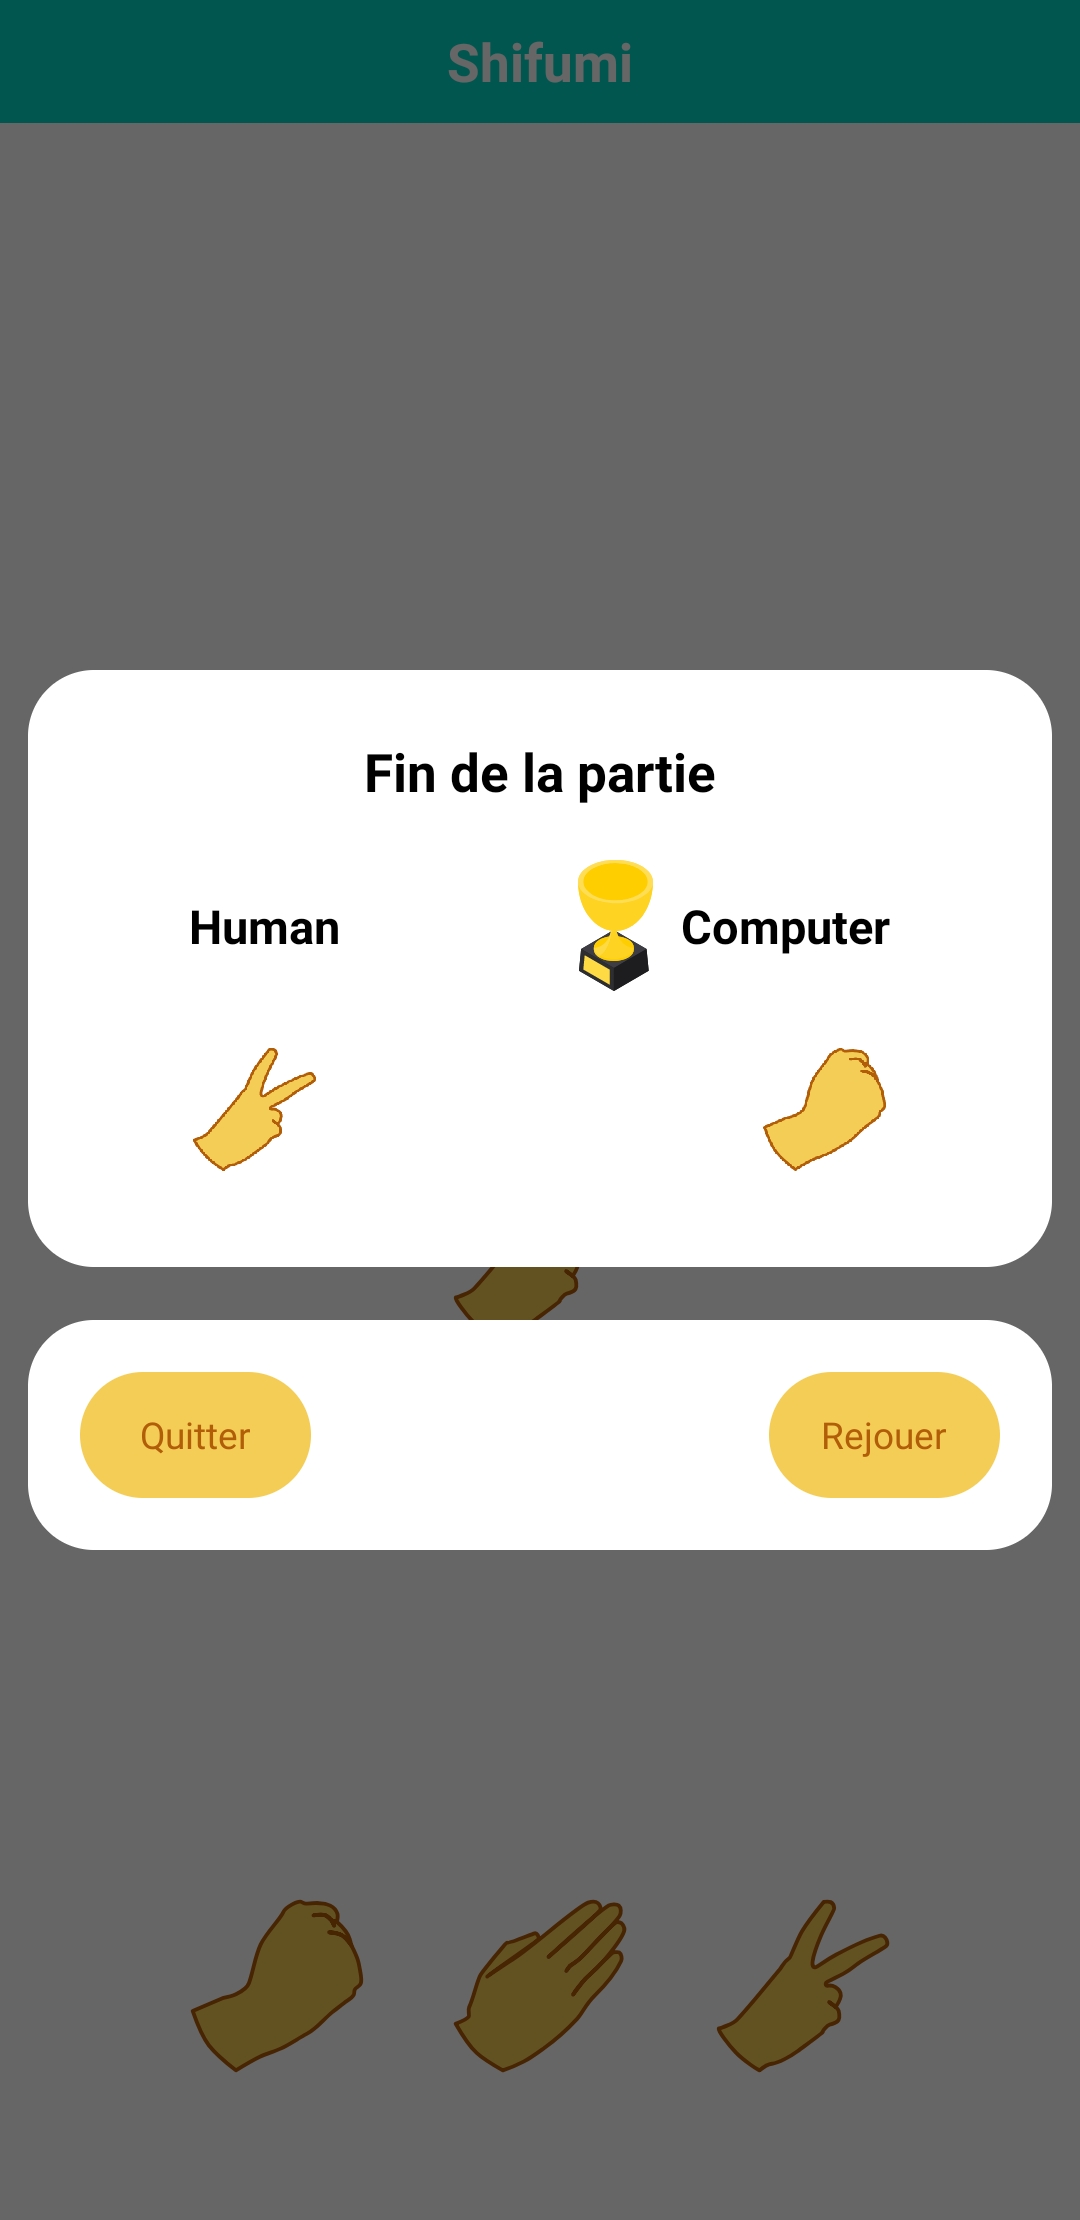 Shifumi
Fin de la partie
Human
Computer
Quitter
Rejouer